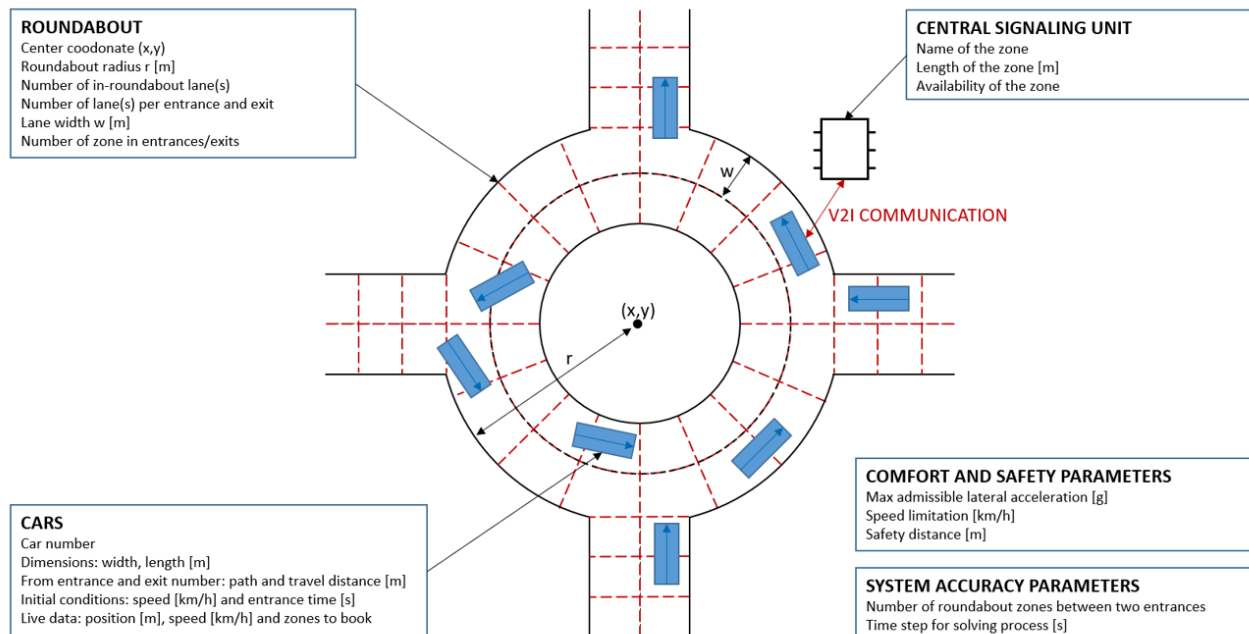 ROUNDABOUT
Center coodonate (x,y)
Roundabout radius r [m]
Number of in-roundabout lane(s)
Number of lane(s) per entrance and exit
Lane width w [m]
Number of zone in entrances/exits
CENTRAL SIGNALING UNIT
Name of the zone
Length of the zone [m]
Availability of the zone
w
V2I COMMUNICATION
(x,y)
r
CARS
Car number
Dimensions: width, length [m]
From entrance and exit number: path and travel distance [m]
Initial conditions: speed [km/h] and entrance time [s]
Live data: position [m], speed [km/h] and zones to book
COMFORT AND SAFETY PARAMETERS
Max admissible lateral acceleration [g]
Speed limitation [km/h]
Safety distance [m]
SYSTEM ACCURACY PARAMETERS
Number of roundabout zones between two entrances
Time step for solving process [s]